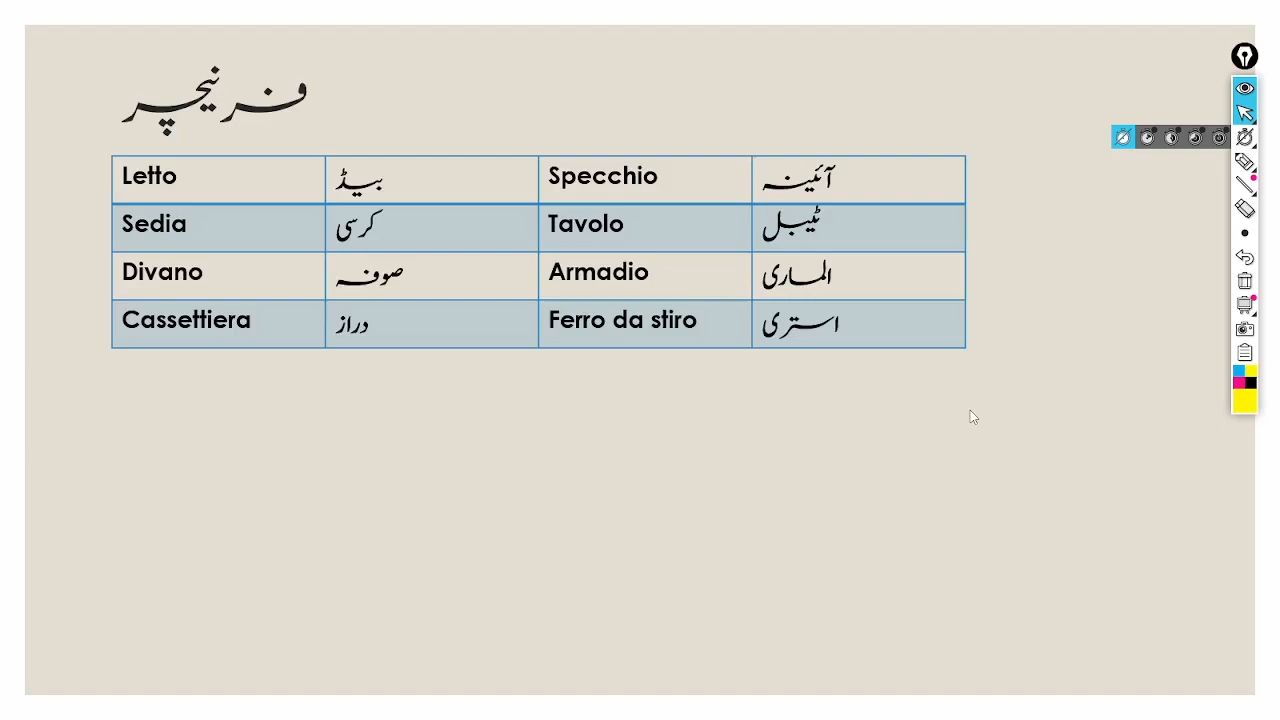 فرنیچر
Letto بیڈ Specchio آئینہ
Sedia کرسی Tavolo ٹیبل
Divano صوفہ Armadio الماری
Cassettiera دراز Ferro da stiro استری